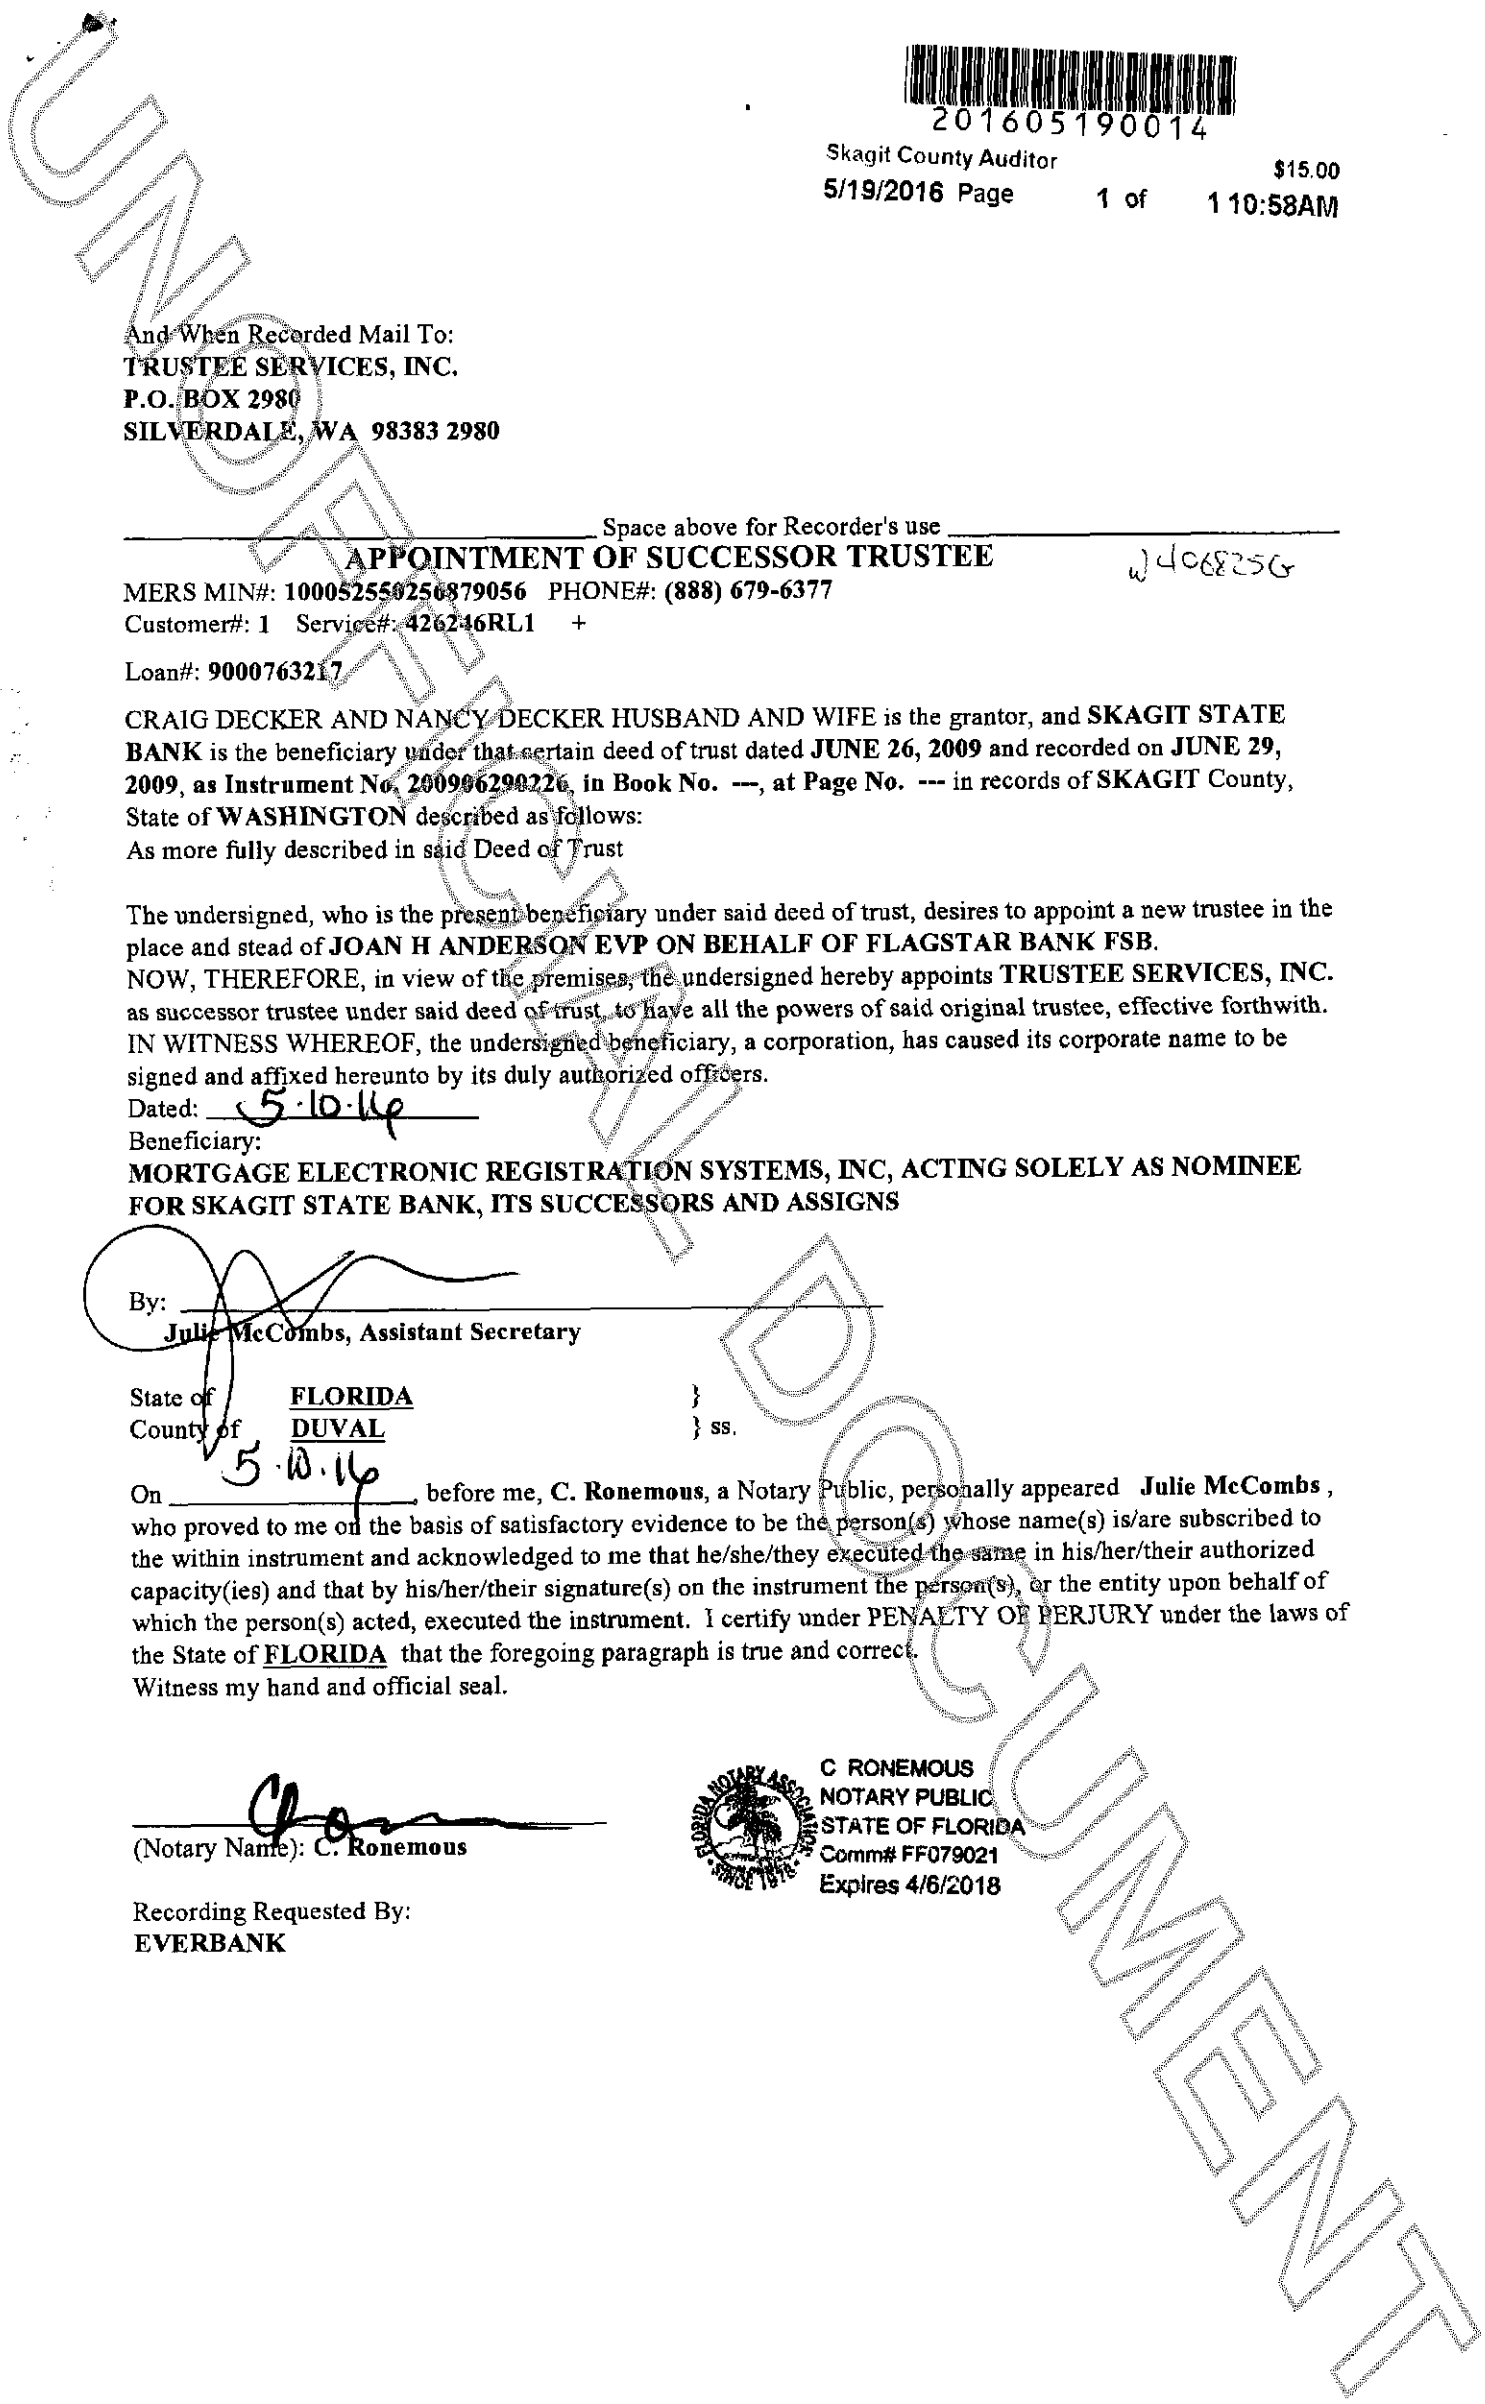 201605190014
Skagit County Auditor $15.00
5/19/2016 Page 1 of 1 10:58AM
And When Recorded Mail To:
TRUSTEE SERVICES, INC.
P.O. BOX 2980
SILVERDALE, WA 98383 2980
Space above for Recorder's use
APPOINTMENT OF SUCCESSOR TRUSTEE
W406825G
MERS MIN#: 100052550256879056 PHONE#: (888) 679-6377
Customer#: 1 Service#: 426246RL1 +
Loan#: 9000763217
CRAIG DECKER AND NANCY DECKER HUSBAND AND WIFE is the grantor, and SKAGIT STATE
BANK is the beneficiary under that certain deed of trust dated JUNE 26, 2009 and recorded on JUNE 29,
2009, as Instrument No. 200906290226, in Book No. ---, at Page No. --- in records of SKAGIT County,
State of WASHINGTON described as follows:
As more fully described in said Deed of Trust
The undersigned, who is the present beneficiary under said deed of trust, desires to appoint a new trustee in the
place and stead of JOAN H ANDERSON EVP ON BEHALF OF FLAGSTAR BANK FSB.
NOW, THEREFORE, in view of the premises, the undersigned hereby appoints TRUSTEE SERVICES, INC.
as successor trustee under said deed of trust, to have all the powers of said original trustee, effective forthwith.
IN WITNESS WHEREOF, the undersigned beneficiary, a corporation, has caused its corporate name to be
signed and affixed hereunto by its duly authorized officers.
Dated: 5·10·16
Beneficiary:
MORTGAGE ELECTRONIC REGISTRATION SYSTEMS, INC, ACTING SOLELY AS NOMINEE
FOR SKAGIT STATE BANK, ITS SUCCESSORS AND ASSIGNS
By:
Julie McCombs, Assistant Secretary
State of FLORIDA }
County of DUVAL } ss.
On 5·10·16, before me, C. Ronemous, a Notary Public, personally appeared Julie McCombs ,
who proved to me on the basis of satisfactory evidence to be the person(s) whose name(s) is/are subscribed to
the within instrument and acknowledged to me that he/she/they executed the same in his/her/their authorized
capacity(ies) and that by his/her/their signature(s) on the instrument the person(s), or the entity upon behalf of
which the person(s) acted, executed the instrument. I certify under PENALTY OF PERJURY under the laws of
the State of FLORIDA that the foregoing paragraph is true and correct.
Witness my hand and official seal.
(Notary Name): C. Ronemous
FLORIDA NOTARY ASSOCIATION
SINCE 1978
C RONEMOUS
NOTARY PUBLIC
STATE OF FLORIDA
Comm# FF079021
Expires 4/6/2018
Recording Requested By:
EVERBANK
UNOFFICIAL DOCUMENT